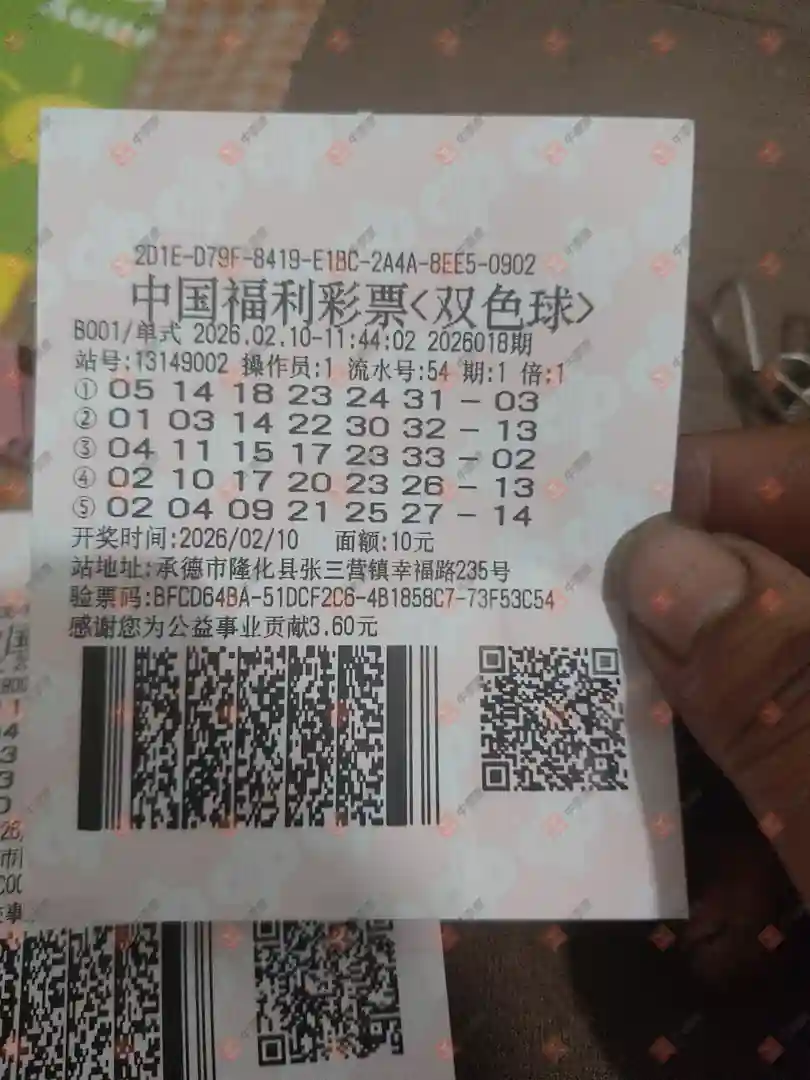 2D1E-D79F-8419-E1BC-2A4A-8EE5-0902
中国福利彩票<双色球>
B001/单式 2026.02.10-11:44:02 2026018期
站号:13149002 操作员:1 流水号:54 期:1 倍:1
① 05 14 18 23 24 31 - 03
② 01 03 14 22 30 32 - 13
③ 04 11 15 17 23 33 - 02
④ 02 10 17 20 23 26 - 13
⑤ 02 04 09 21 25 27 - 14
开奖时间:2026/02/10 面额:10元
站地址:承德市隆化县张三营镇幸福路235号
验票码:BFCD64BA-51DCF2C6-4B1858C7-73F53C54
感谢您为公益事业贡献3.60元